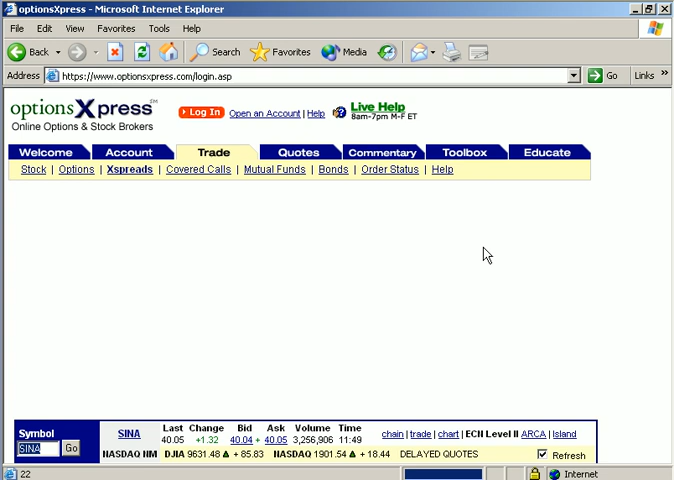 optionsXpress - Microsoft Internet Explorer
File Edit View Favorites Tools Help
Back Search Favorites Media
Address https://www.optionsxpress.com/login.asp Go Links »
optionsXpress SM
Online Options & Stock Brokers
Log In Open an Account | Help Live Help
8am-7pm M-F ET
Welcome Account Trade Quotes Commentary Toolbox Educate
Stock | Options | Xspreads | Covered Calls | Mutual Funds | Bonds | Order Status | Help
Symbol
SINA Go
SINA
NASDAQ NM
Last Change Bid Ask Volume Time
40.05 +1.32 40.04 + 40.05 3,256,906 11:49
chain | trade | chart | ECN Level II ARCA | Island
DJIA 9631.48 ▲ + 85.83 NASDAQ 1901.54 ▲ + 18.44 DELAYED QUOTES Refresh
22 Internet